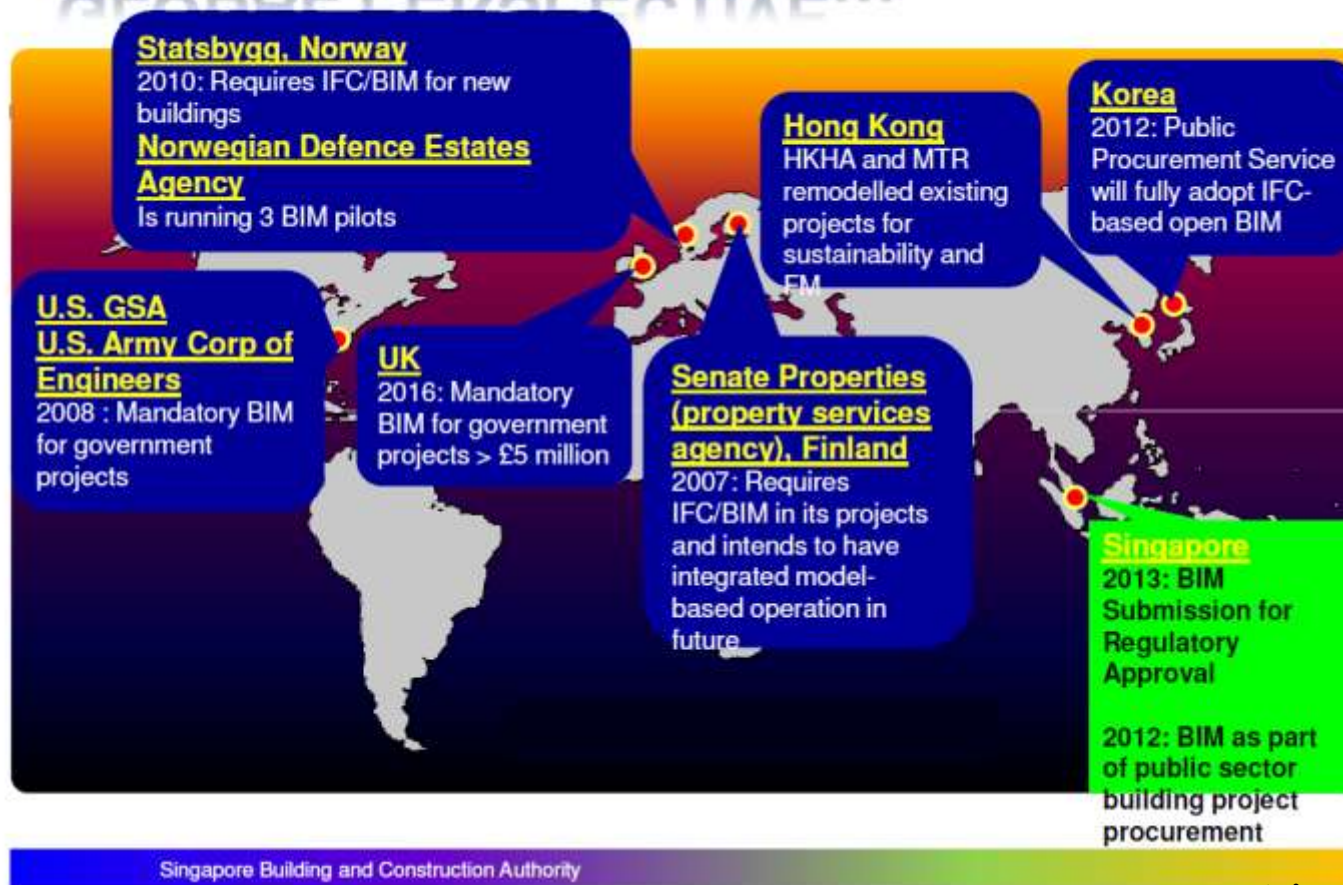 Statsbygg, Norway
2010: Requires IFC/BIM for new
buildings
Norwegian Defence Estates
Agency
Is running 3 BIM pilots
Hong Kong
HKHA and MTR
remodelled existing
projects for
sustainability and
FM
Korea
2012: Public
Procurement Service
will fully adopt IFC-
based open BIM
U.S. GSA
U.S. Army Corp of
Engineers
2008 : Mandatory BIM
for government
projects
UK
2016: Mandatory
BIM for government
projects > £5 million
Senate Properties
(property services
agency), Finland
2007: Requires
IFC/BIM in its projects
and intends to have
integrated model-
based operation in
future
Singapore
2013: BIM
Submission for
Regulatory
Approval
2012: BIM as part
of public sector
building project
procurement
Singapore Building and Construction Authority